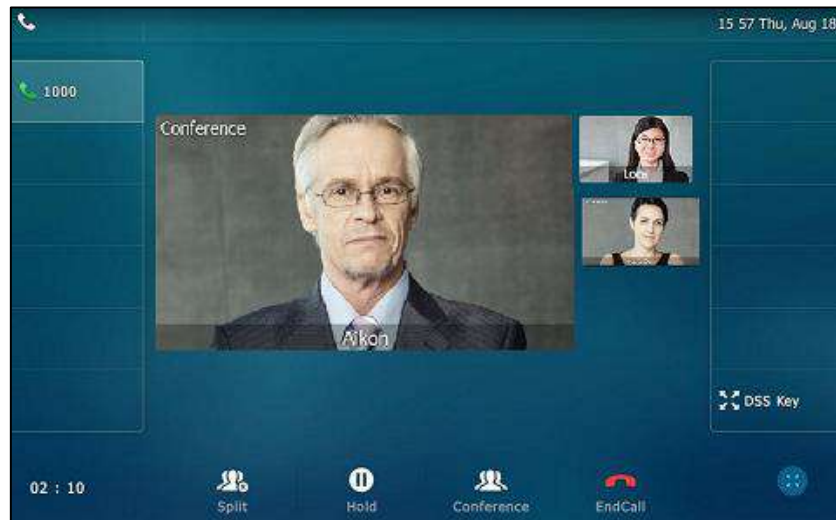 15 57 Thu, Aug 18
1000
Conference
Aikon
DSS Key
02 : 10
Split
Hold
Conference
EndCall